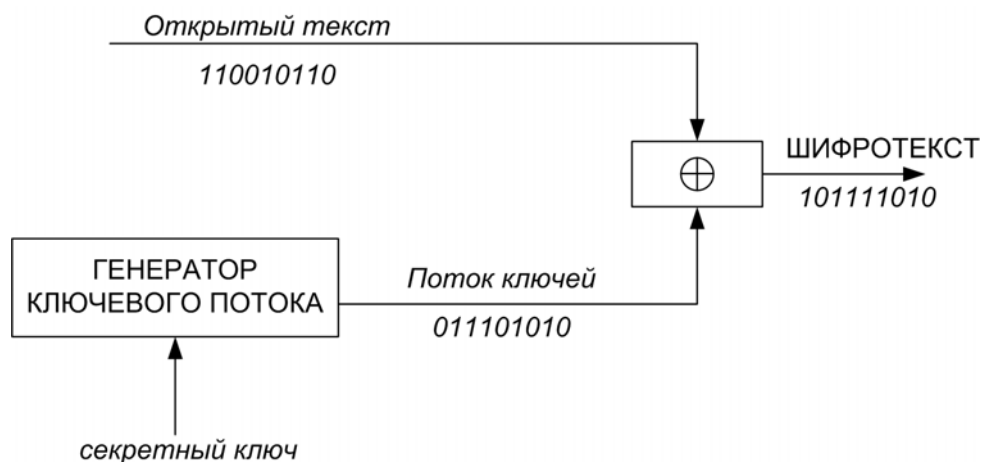 Открытый текст
110010110
ШИФРОТЕКСТ
101111010
ГЕНЕРАТОР
КЛЮЧЕВОГО ПОТОКА
Поток ключей
011101010
секретный ключ